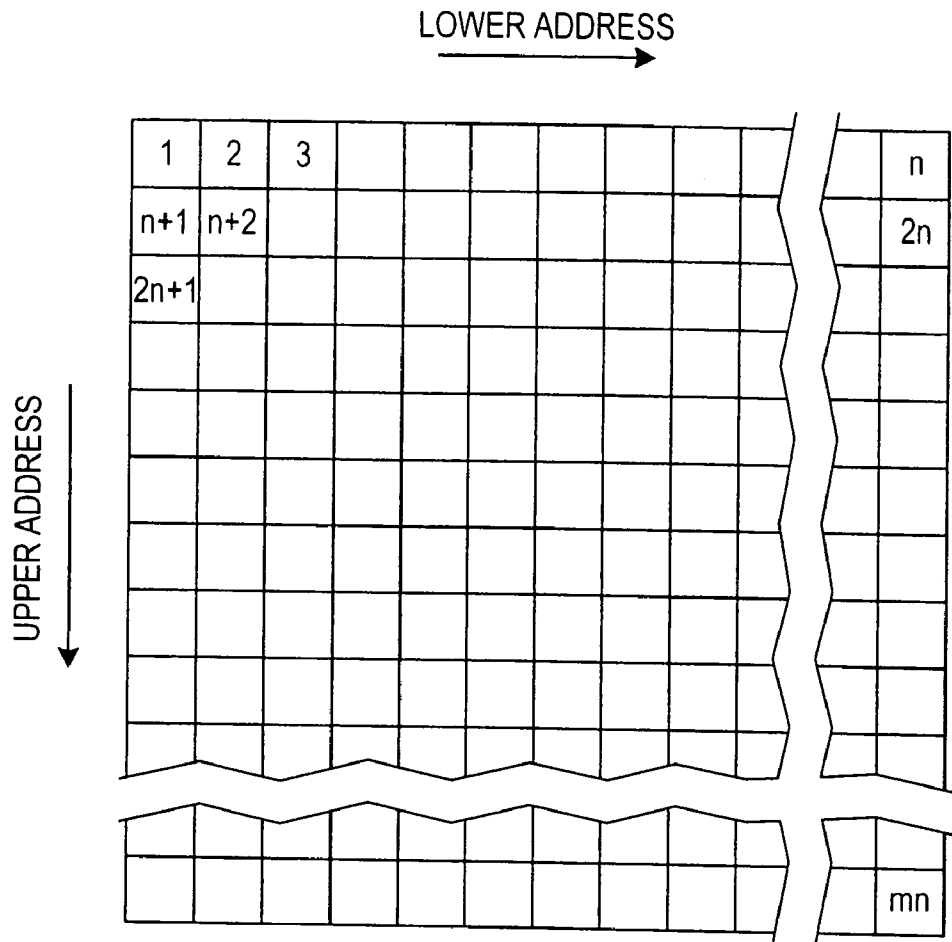 LOWER ADDRESS
1 2 3 n
n+1 n+2 2n
2n+1
UPPER ADDRESS
mn